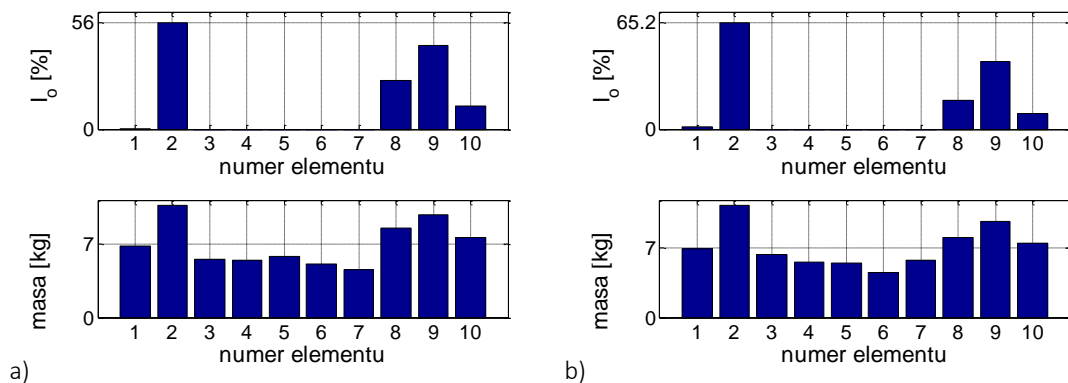 56
I_o [%]
0
1 2 3 4 5 6 7 8 9 10
numer elementu
7
masa [kg]
0
1 2 3 4 5 6 7 8 9 10
numer elementu
a)
65.2
I_o [%]
0
1 2 3 4 5 6 7 8 9 10
numer elementu
7
masa [kg]
0
1 2 3 4 5 6 7 8 9 10
numer elementu
b)